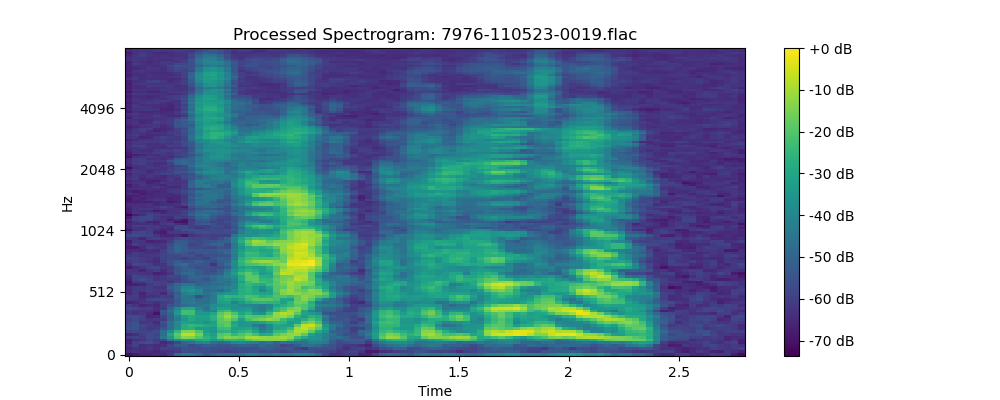 Processed Spectrogram: 7976-110523-0019.flac
Hz
4096
2048
1024
512
0
0
0.5
1
1.5
2
2.5
Time
+0 dB
-10 dB
-20 dB
-30 dB
-40 dB
-50 dB
-60 dB
-70 dB